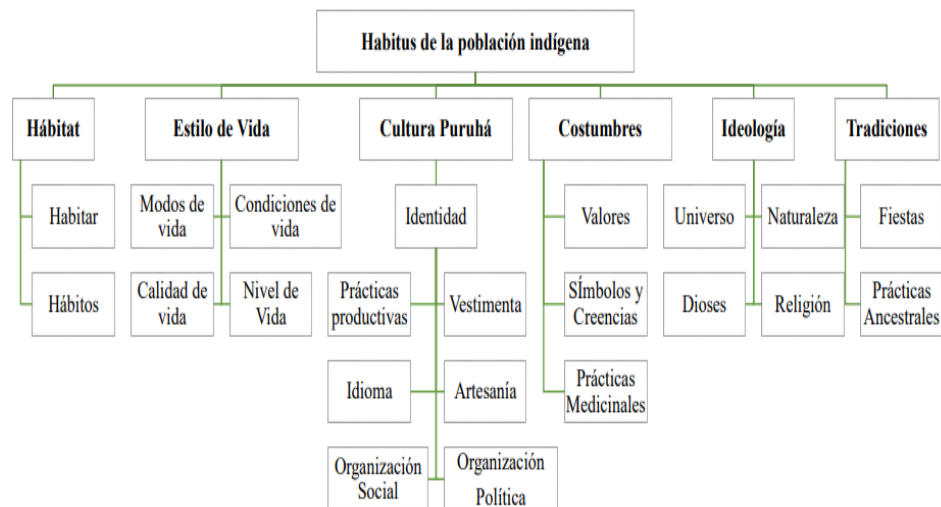 Habitus de la población indígena
Hábitat
Estilo de Vida
Cultura Puruhá
Costumbres
Ideología
Tradiciones
Habitar
Modos de
vida
Condiciones de
vida
Identidad
Valores
Universo
Naturaleza
Fiestas
Hábitos
Calidad de
vida
Nivel de
Vida
Prácticas
productivas
Vestimenta
SÍmbolos y
Creencias
Dioses
Religión
Prácticas
Ancestrales
Idioma
Artesanía
Prácticas
Medicinales
Organización
Social
Organización
Política